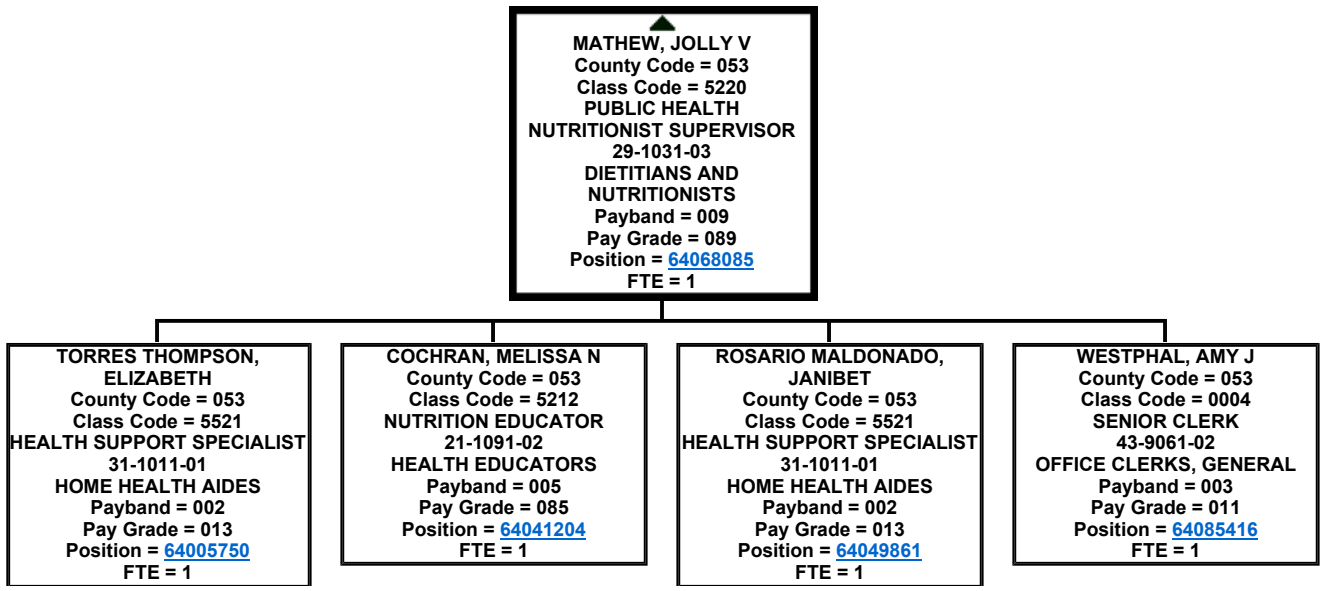 MATHEW, JOLLY V
County Code = 053
Class Code = 5220
PUBLIC HEALTH
NUTRITIONIST SUPERVISOR
29-1031-03
DIETITIANS AND
NUTRITIONISTS
Payband = 009
Pay Grade = 089
Position = 64068085
FTE = 1
TORRES THOMPSON,
ELIZABETH
County Code = 053
Class Code = 5521
HEALTH SUPPORT SPECIALIST
31-1011-01
HOME HEALTH AIDES
Payband = 002
Pay Grade = 013
Position = 64005750
FTE = 1
COCHRAN, MELISSA N
County Code = 053
Class Code = 5212
NUTRITION EDUCATOR
21-1091-02
HEALTH EDUCATORS
Payband = 005
Pay Grade = 085
Position = 64041204
FTE = 1
ROSARIO MALDONADO,
JANIBET
County Code = 053
Class Code = 5521
HEALTH SUPPORT SPECIALIST
31-1011-01
HOME HEALTH AIDES
Payband = 002
Pay Grade = 013
Position = 64049861
FTE = 1
WESTPHAL, AMY J
County Code = 053
Class Code = 0004
SENIOR CLERK
43-9061-02
OFFICE CLERKS, GENERAL
Payband = 003
Pay Grade = 011
Position = 64085416
FTE = 1